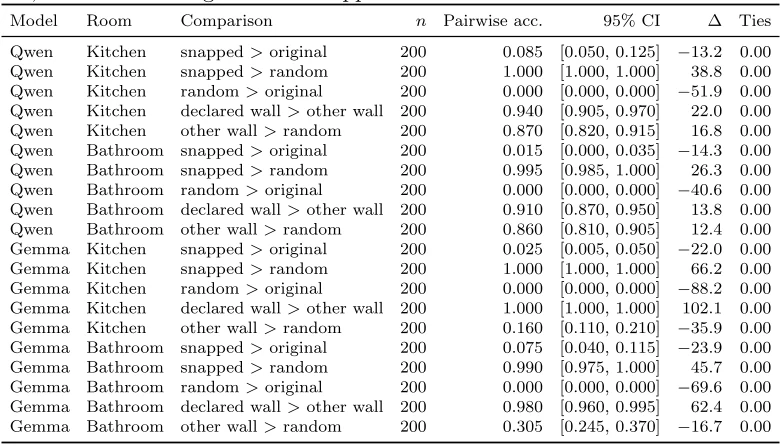 Model Room Comparison n Pairwise acc. 95% CI Δ Ties
Qwen Kitchen snapped > original 200 0.085 [0.050, 0.125] −13.2 0.00
Qwen Kitchen snapped > random 200 1.000 [1.000, 1.000] 38.8 0.00
Qwen Kitchen random > original 200 0.000 [0.000, 0.000] −51.9 0.00
Qwen Kitchen declared wall > other wall 200 0.940 [0.905, 0.970] 22.0 0.00
Qwen Kitchen other wall > random 200 0.870 [0.820, 0.915] 16.8 0.00
Qwen Bathroom snapped > original 200 0.015 [0.000, 0.035] −14.3 0.00
Qwen Bathroom snapped > random 200 0.995 [0.985, 1.000] 26.3 0.00
Qwen Bathroom random > original 200 0.000 [0.000, 0.000] −40.6 0.00
Qwen Bathroom declared wall > other wall 200 0.910 [0.870, 0.950] 13.8 0.00
Qwen Bathroom other wall > random 200 0.860 [0.810, 0.905] 12.4 0.00
Gemma Kitchen snapped > original 200 0.025 [0.005, 0.050] −22.0 0.00
Gemma Kitchen snapped > random 200 1.000 [1.000, 1.000] 66.2 0.00
Gemma Kitchen random > original 200 0.000 [0.000, 0.000] −88.2 0.00
Gemma Kitchen declared wall > other wall 200 1.000 [1.000, 1.000] 102.1 0.00
Gemma Kitchen other wall > random 200 0.160 [0.110, 0.210] −35.9 0.00
Gemma Bathroom snapped > original 200 0.075 [0.040, 0.115] −23.9 0.00
Gemma Bathroom snapped > random 200 0.990 [0.975, 1.000] 45.7 0.00
Gemma Bathroom random > original 200 0.000 [0.000, 0.000] −69.6 0.00
Gemma Bathroom declared wall > other wall 200 0.980 [0.960, 0.995] 62.4 0.00
Gemma Bathroom other wall > random 200 0.305 [0.245, 0.370] −16.7 0.00